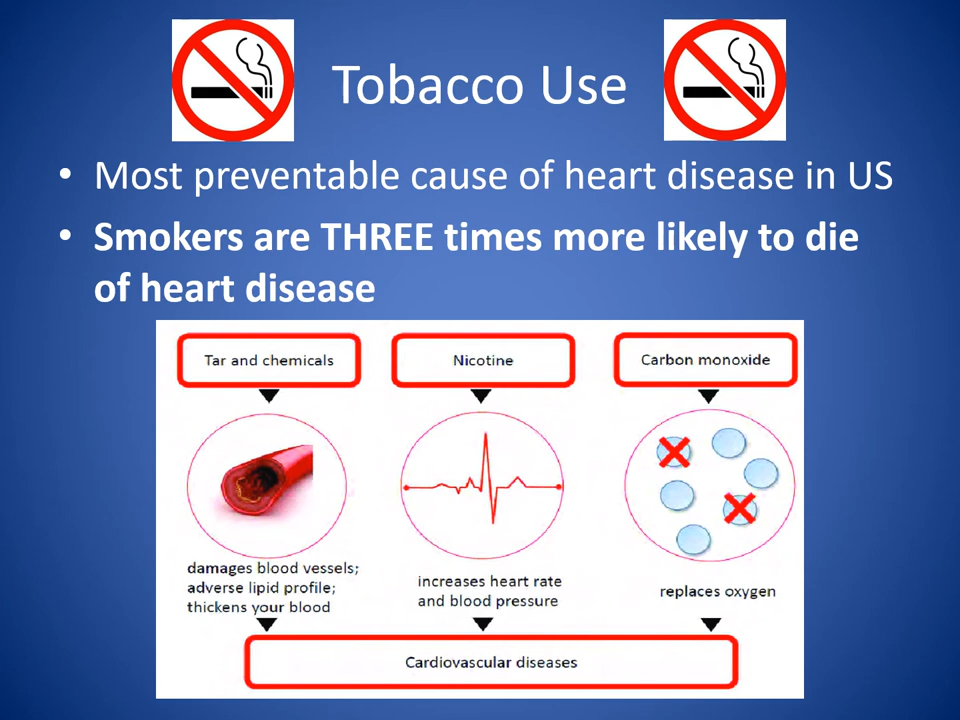 Tobacco Use
• Most preventable cause of heart disease in US
• Smokers are THREE times more likely to die
of heart disease
Tar and chemicals
Nicotine
Carbon monoxide
damages blood vessels;
adverse lipid profile;
thickens your blood
increases heart rate
and blood pressure
replaces oxygen
Cardiovascular diseases